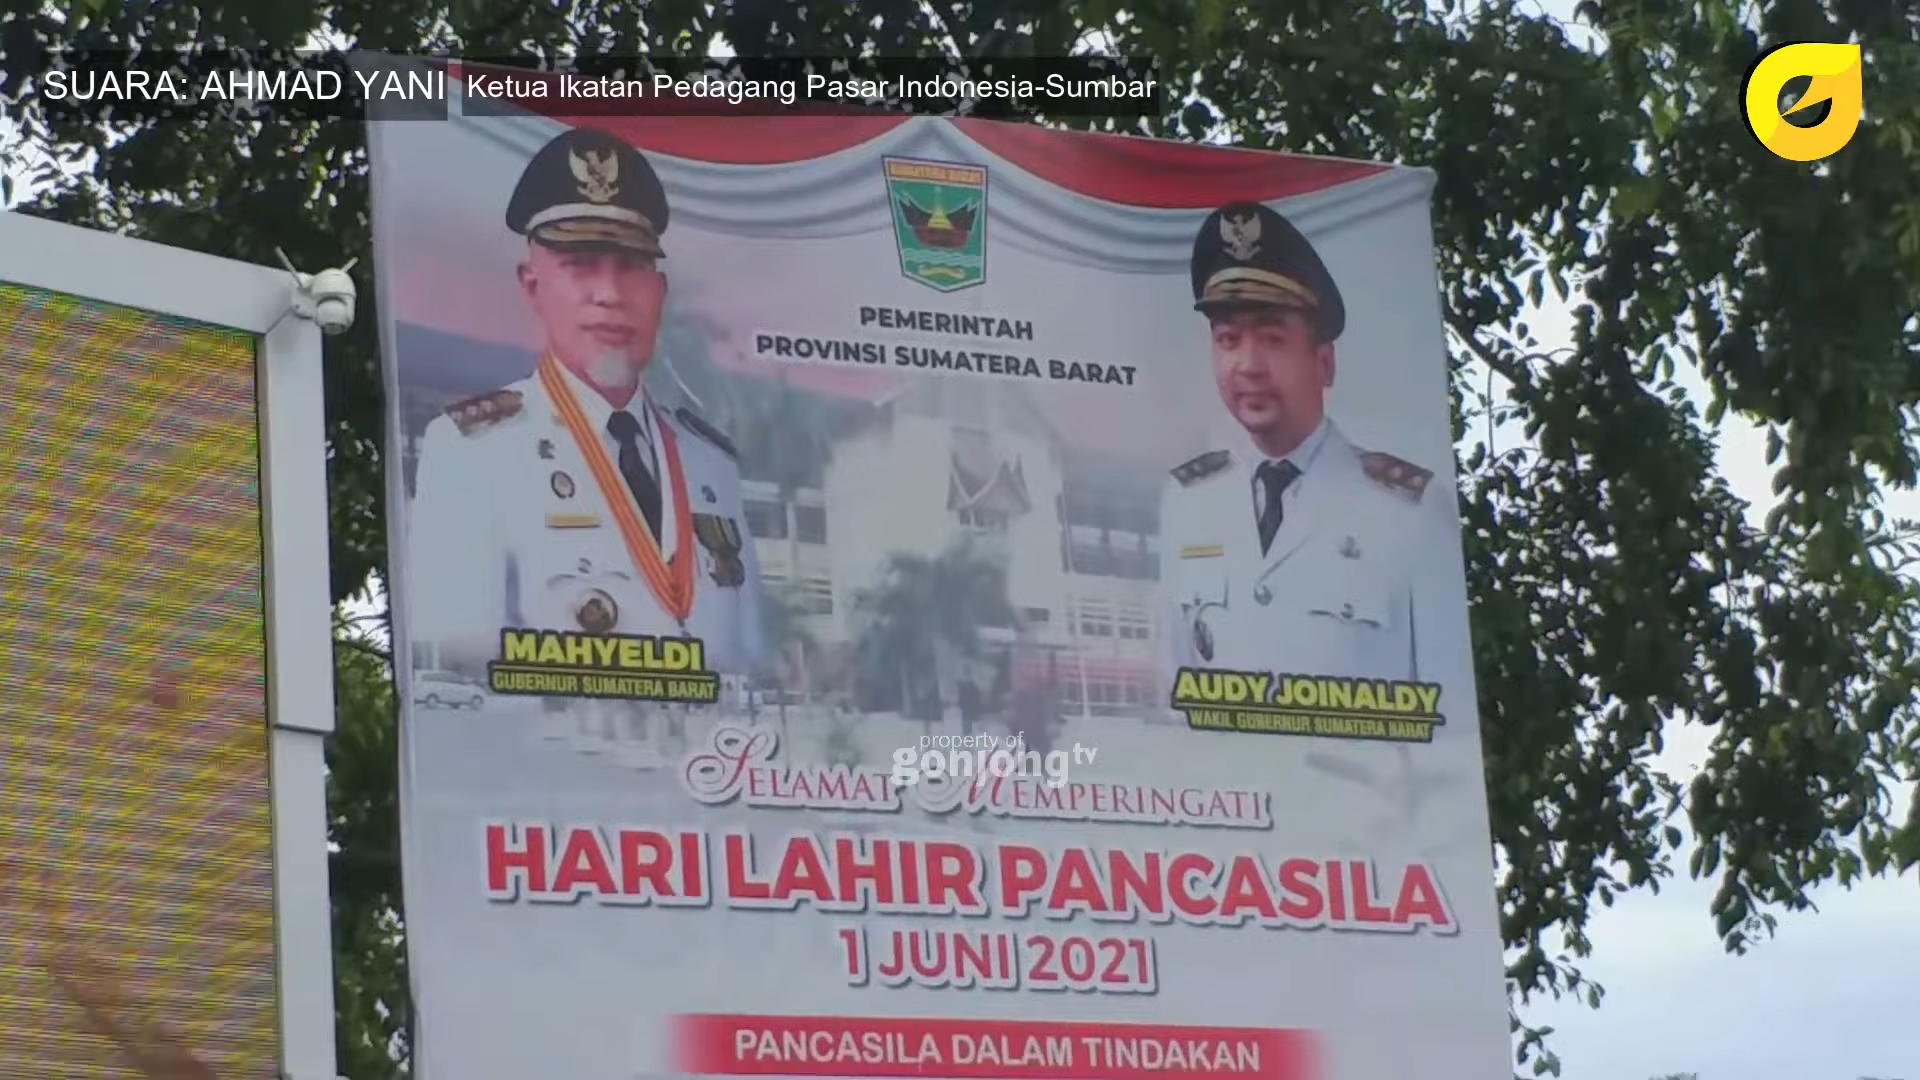 SUARA: AHMAD YANI
Ketua Ikatan Pedagang Pasar Indonesia-Sumbar
SUMATERA BARAT
PEMERINTAH
PROVINSI SUMATERA BARAT
MAHYELDI
GUBERNUR SUMATERA BARAT
AUDY JOINALDY
WAKIL GUBERNUR SUMATERA BARAT
property of
gonjong tv
SELAMAT MEMPERINGATI
HARI LAHIR PANCASILA
1 JUNI 2021
PANCASILA DALAM TINDAKAN